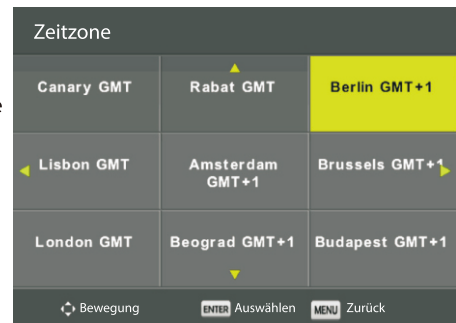 Zeitzone
Canary GMT
Rabat GMT
Berlin GMT+1
e
Lisbon GMT
Amsterdam
GMT+1
Brussels GMT+1
London GMT
Beograd GMT+1
Budapest GMT+1
Bewegung
ENTER Auswählen
MENU Zurück